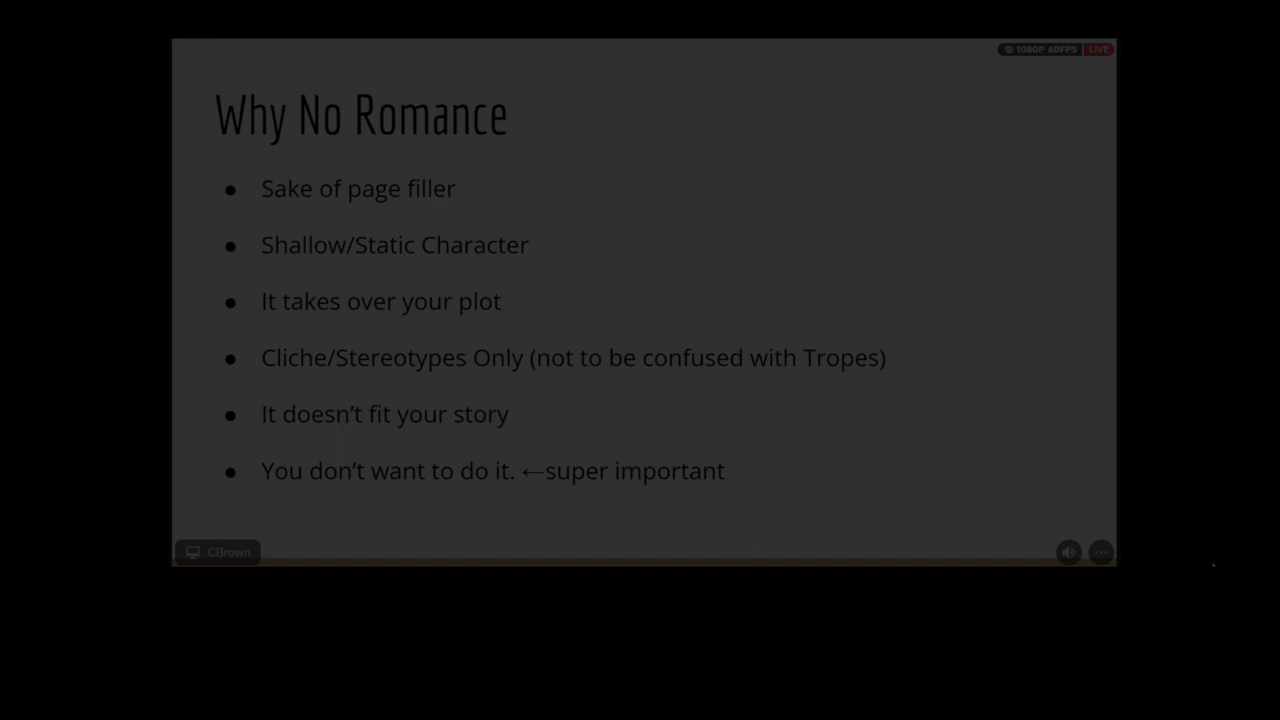 1080P 60FPS LIVE
Why No Romance
● Sake of page filler
● Shallow/Static Character
● It takes over your plot
● Cliche/Stereotypes Only (not to be confused with Tropes)
● It doesn’t fit your story
● You don’t want to do it. ←super important
CBrown